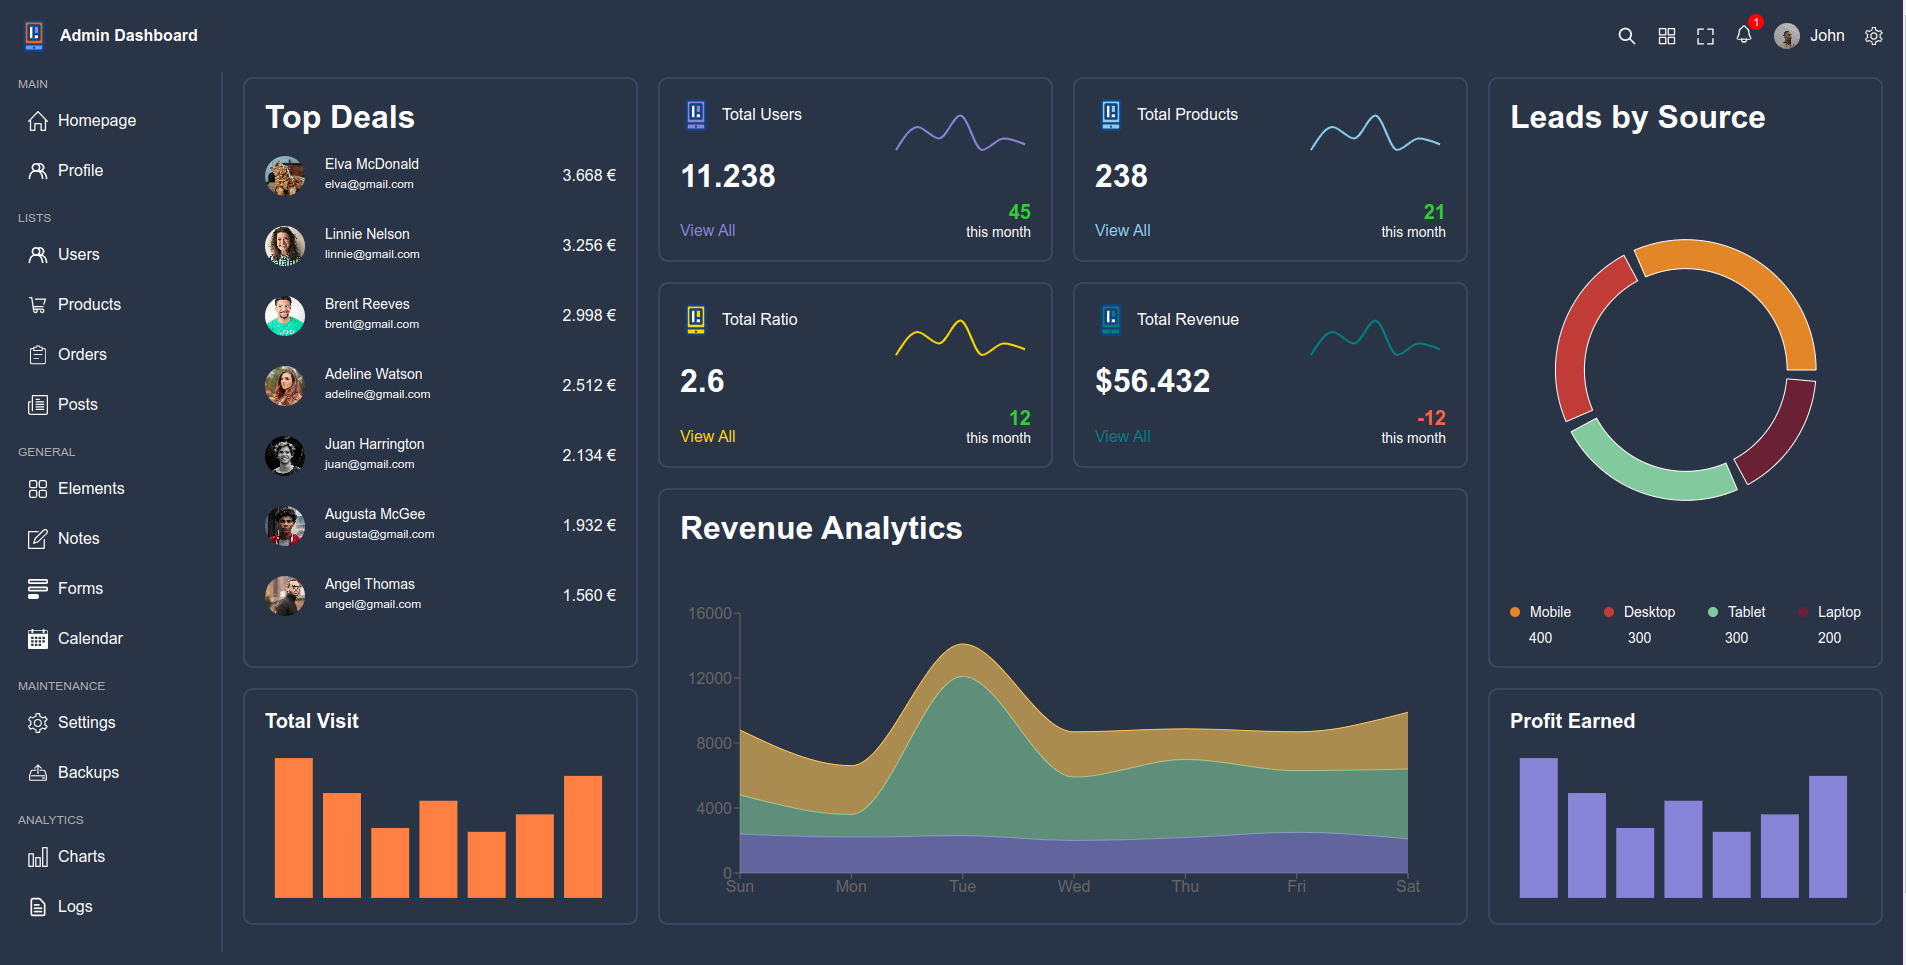 Admin Dashboard
1
John
MAIN
Homepage
Profile
LISTS
Users
Products
Orders
Posts
GENERAL
Elements
Notes
Forms
Calendar
MAINTENANCE
Settings
Backups
ANALYTICS
Charts
Logs
Top Deals
Elva McDonald
elva@gmail.com
3.668 €
Linnie Nelson
linnie@gmail.com
3.256 €
Brent Reeves
brent@gmail.com
2.998 €
Adeline Watson
adeline@gmail.com
2.512 €
Juan Harrington
juan@gmail.com
2.134 €
Augusta McGee
augusta@gmail.com
1.932 €
Angel Thomas
angel@gmail.com
1.560 €
Total Visit
Total Users
11.238
View All
45
this month
Total Products
238
View All
21
this month
Total Ratio
2.6
View All
12
this month
Total Revenue
$56.432
View All
-12
this month
Revenue Analytics
16000
12000
8000
4000
0
Sun Mon Tue Wed Thu Fri Sat
Leads by Source
Mobile Desktop Tablet Laptop
400 300 300 200
Profit Earned